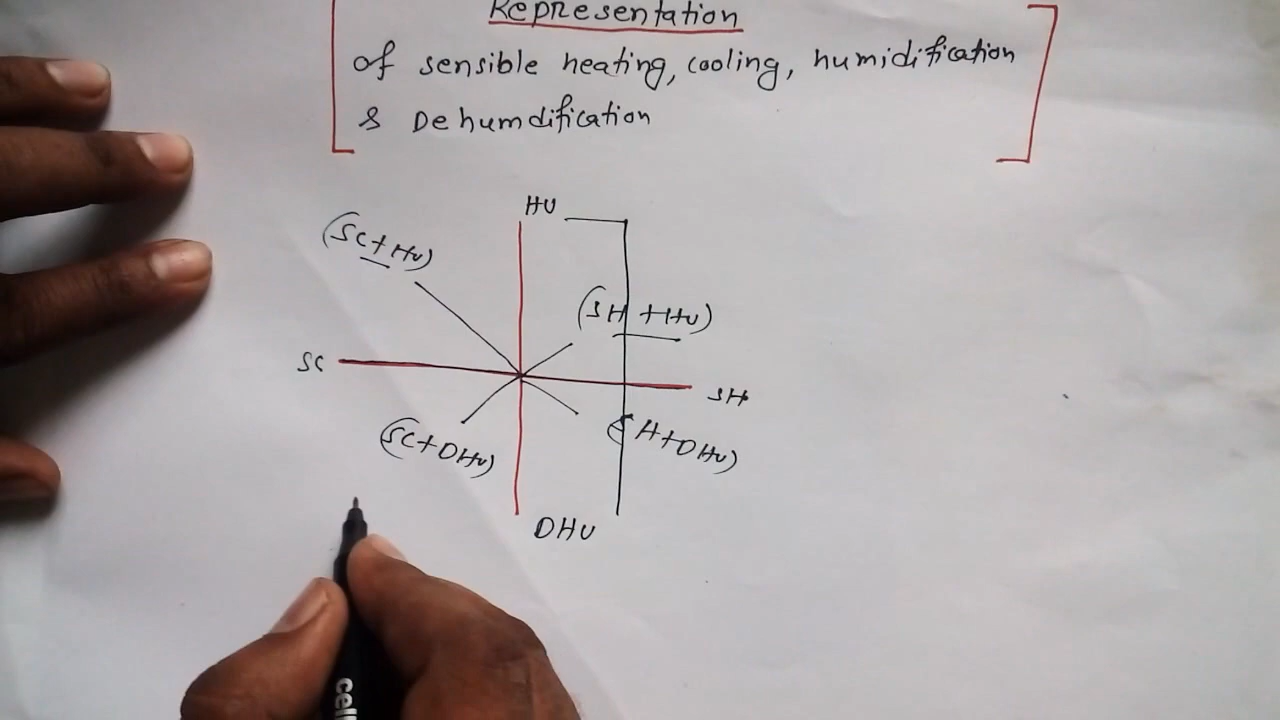 Representation
of sensible heating, cooling, humidification
& Dehumdification
HU
(SC+HU)
(SH+HU)
SC
SH
(SC+DHU)
(SH+DHU)
DHU
cell